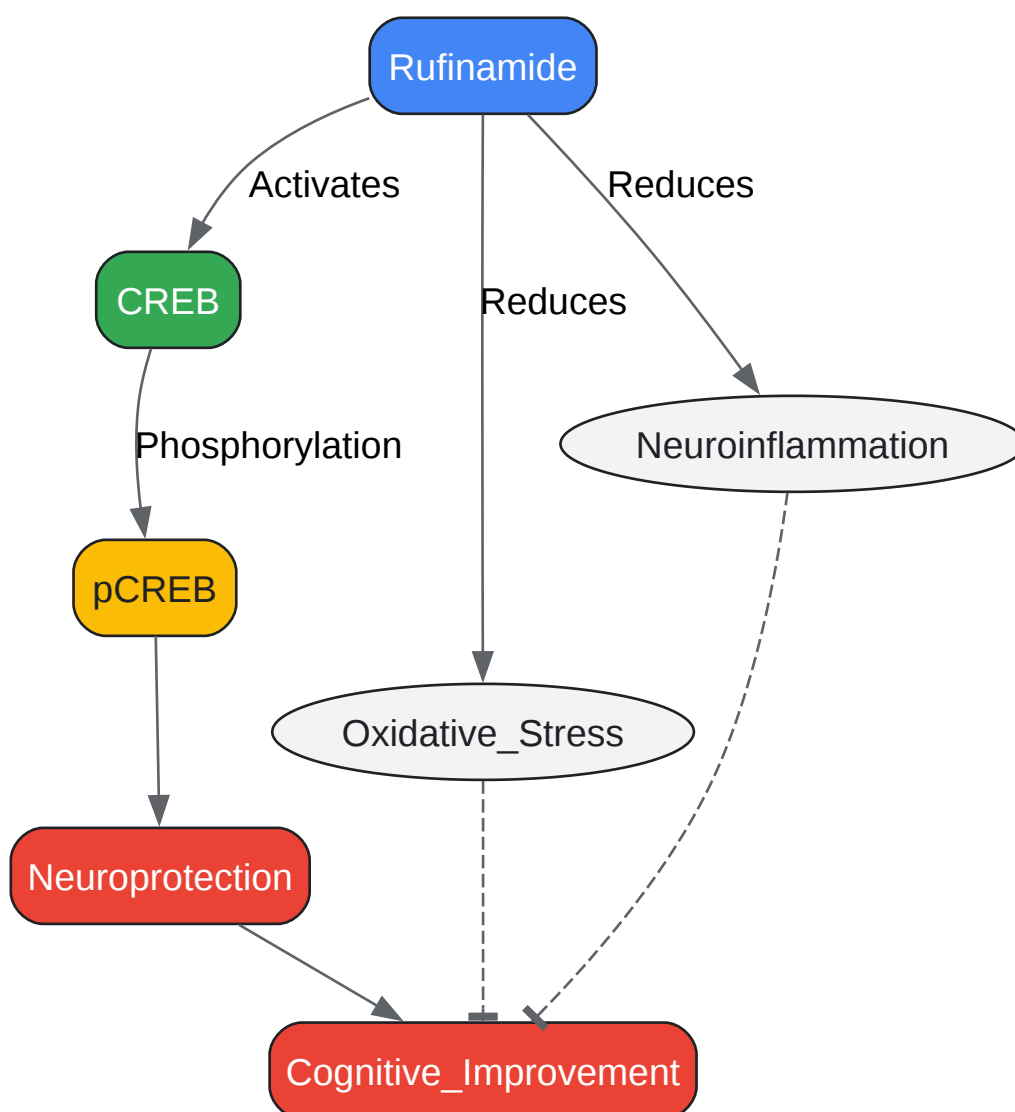 Rufinamide
Activates
Reduces
CREB
Reduces
Phosphorylation
Neuroinflammation
pCREB
Oxidative_Stress
Neuroprotection
Cognitive_Improvement